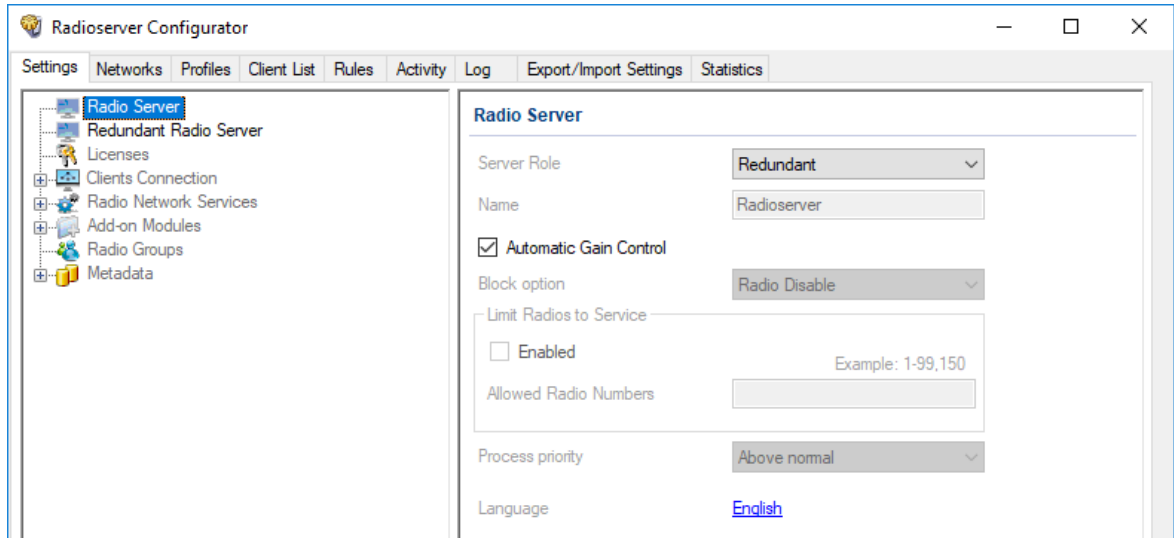 Radioserver Configurator
Settings Networks Profiles Client List Rules Activity Log Export/Import Settings Statistics
Radio Server
Redundant Radio Server
Licenses
Clients Connection
Radio Network Services
Add-on Modules
Radio Groups
Metadata
Radio Server
Server Role Redundant
Name Radioserver
Automatic Gain Control
Block option Radio Disable
Limit Radios to Service
Enabled
Example: 1-99,150
Allowed Radio Numbers
Process priority Above normal
Language English